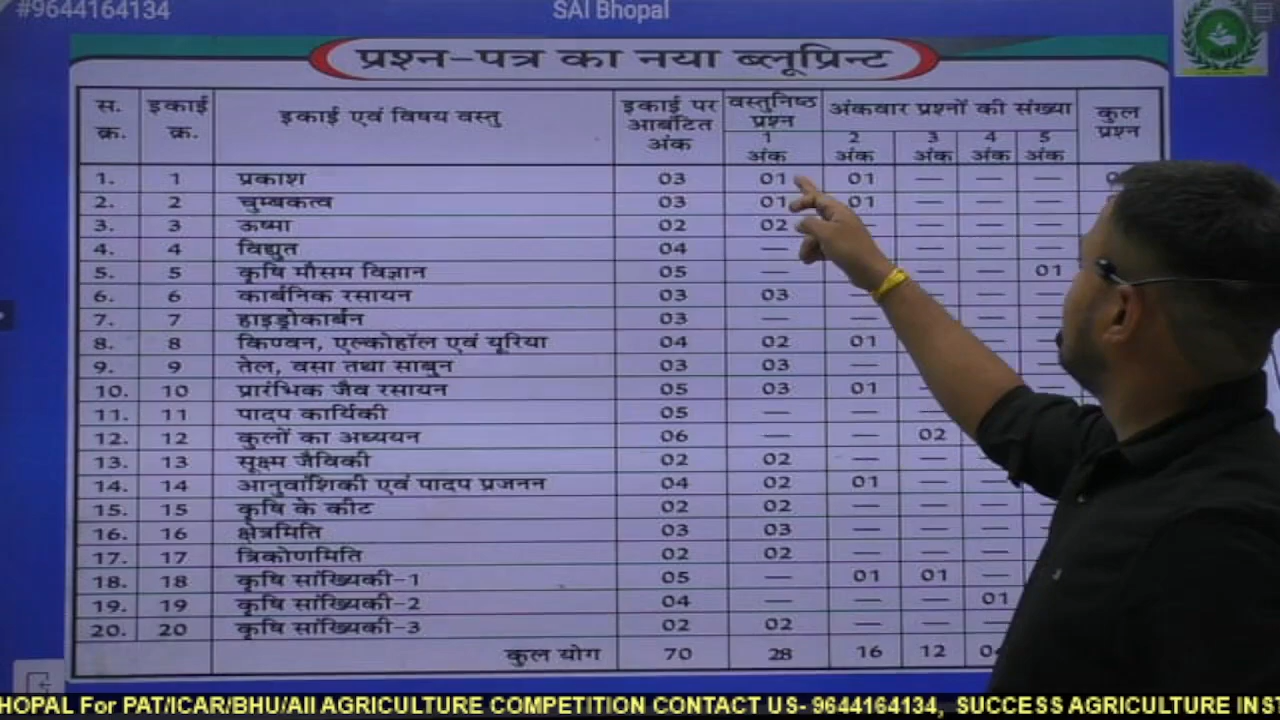 #9644164134
SAI Bhopal
प्रश्न-पत्र का नया ब्लूप्रिन्ट
स. क्र. इकाई क्र. इकाई एवं विषय वस्तु इकाई पर आबंटित अंक वस्तुनिष्ठ प्रश्न अंकवार प्रश्नों की संख्या कुल प्रश्न
1 अंक 2 अंक 3 अंक 4 अंक 5 अंक
1. 1 प्रकाश 03 01 01 — — —
2. 2 चुम्बकत्व 03 01 01 — — —
3. 3 ऊष्मा 02 02 — — — —
4. 4 विद्युत 04 — — —
5. 5 कृषि मौसम विज्ञान 05 — — — 01
6. 6 कार्बनिक रसायन 03 03 — — — —
7. 7 हाइड्रोकार्बन 03 — — — —
8. 8 किण्वन, एल्कोहॉल एवं यूरिया 04 02 01 — —
9. 9 तेल, वसा तथा साबुन 03 03 — — —
10. 10 प्रारंभिक जैव रसायन 05 03 01 — —
11. 11 पादप कार्यिकी 05 — — —
12. 12 कुलों का अध्ययन 06 — — 02
13. 13 सूक्ष्म जैविकी 02 02 — — — —
14. 14 आनुवांशिकी एवं पादप प्रजनन 04 02 01 — — —
15. 15 कृषि के कीट 02 02 — — — —
16. 16 क्षेत्रमिति 03 03 — — — —
17. 17 त्रिकोणमिति 02 02 — — — —
18. 18 कृषि सांख्यिकी-1 05 — 01 01 —
19. 19 कृषि सांख्यिकी-2 04 — — — 01
20. 20 कृषि सांख्यिकी-3 02 02 — — —
कुल योग 70 28 16 12
HOPAL For PAT/ICAR/BHU/All AGRICULTURE COMPETITION CONTACT US- 9644164134, SUCCESS AGRICULTURE INS